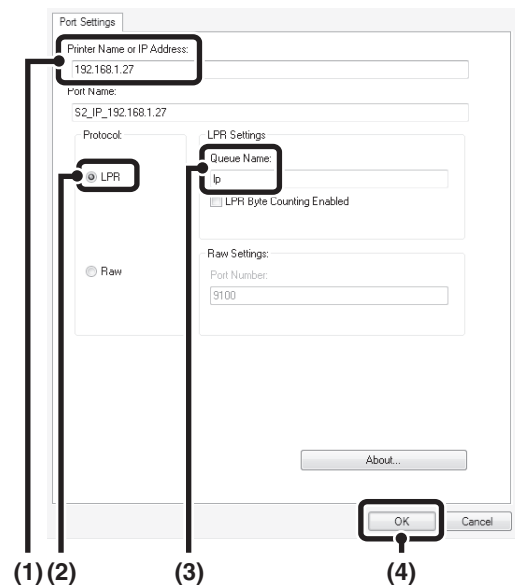 Port Settings
Printer Name or IP Address:
192.168.1.27
Port Name:
S2_IP_192.168.1.27
Protocol:
LPR
Raw
LPR Settings
Queue Name:
lp
LPR Byte Counting Enabled
Raw Settings:
Port Number:
9100
About...
OK
Cancel
(1) (2) (3) (4)